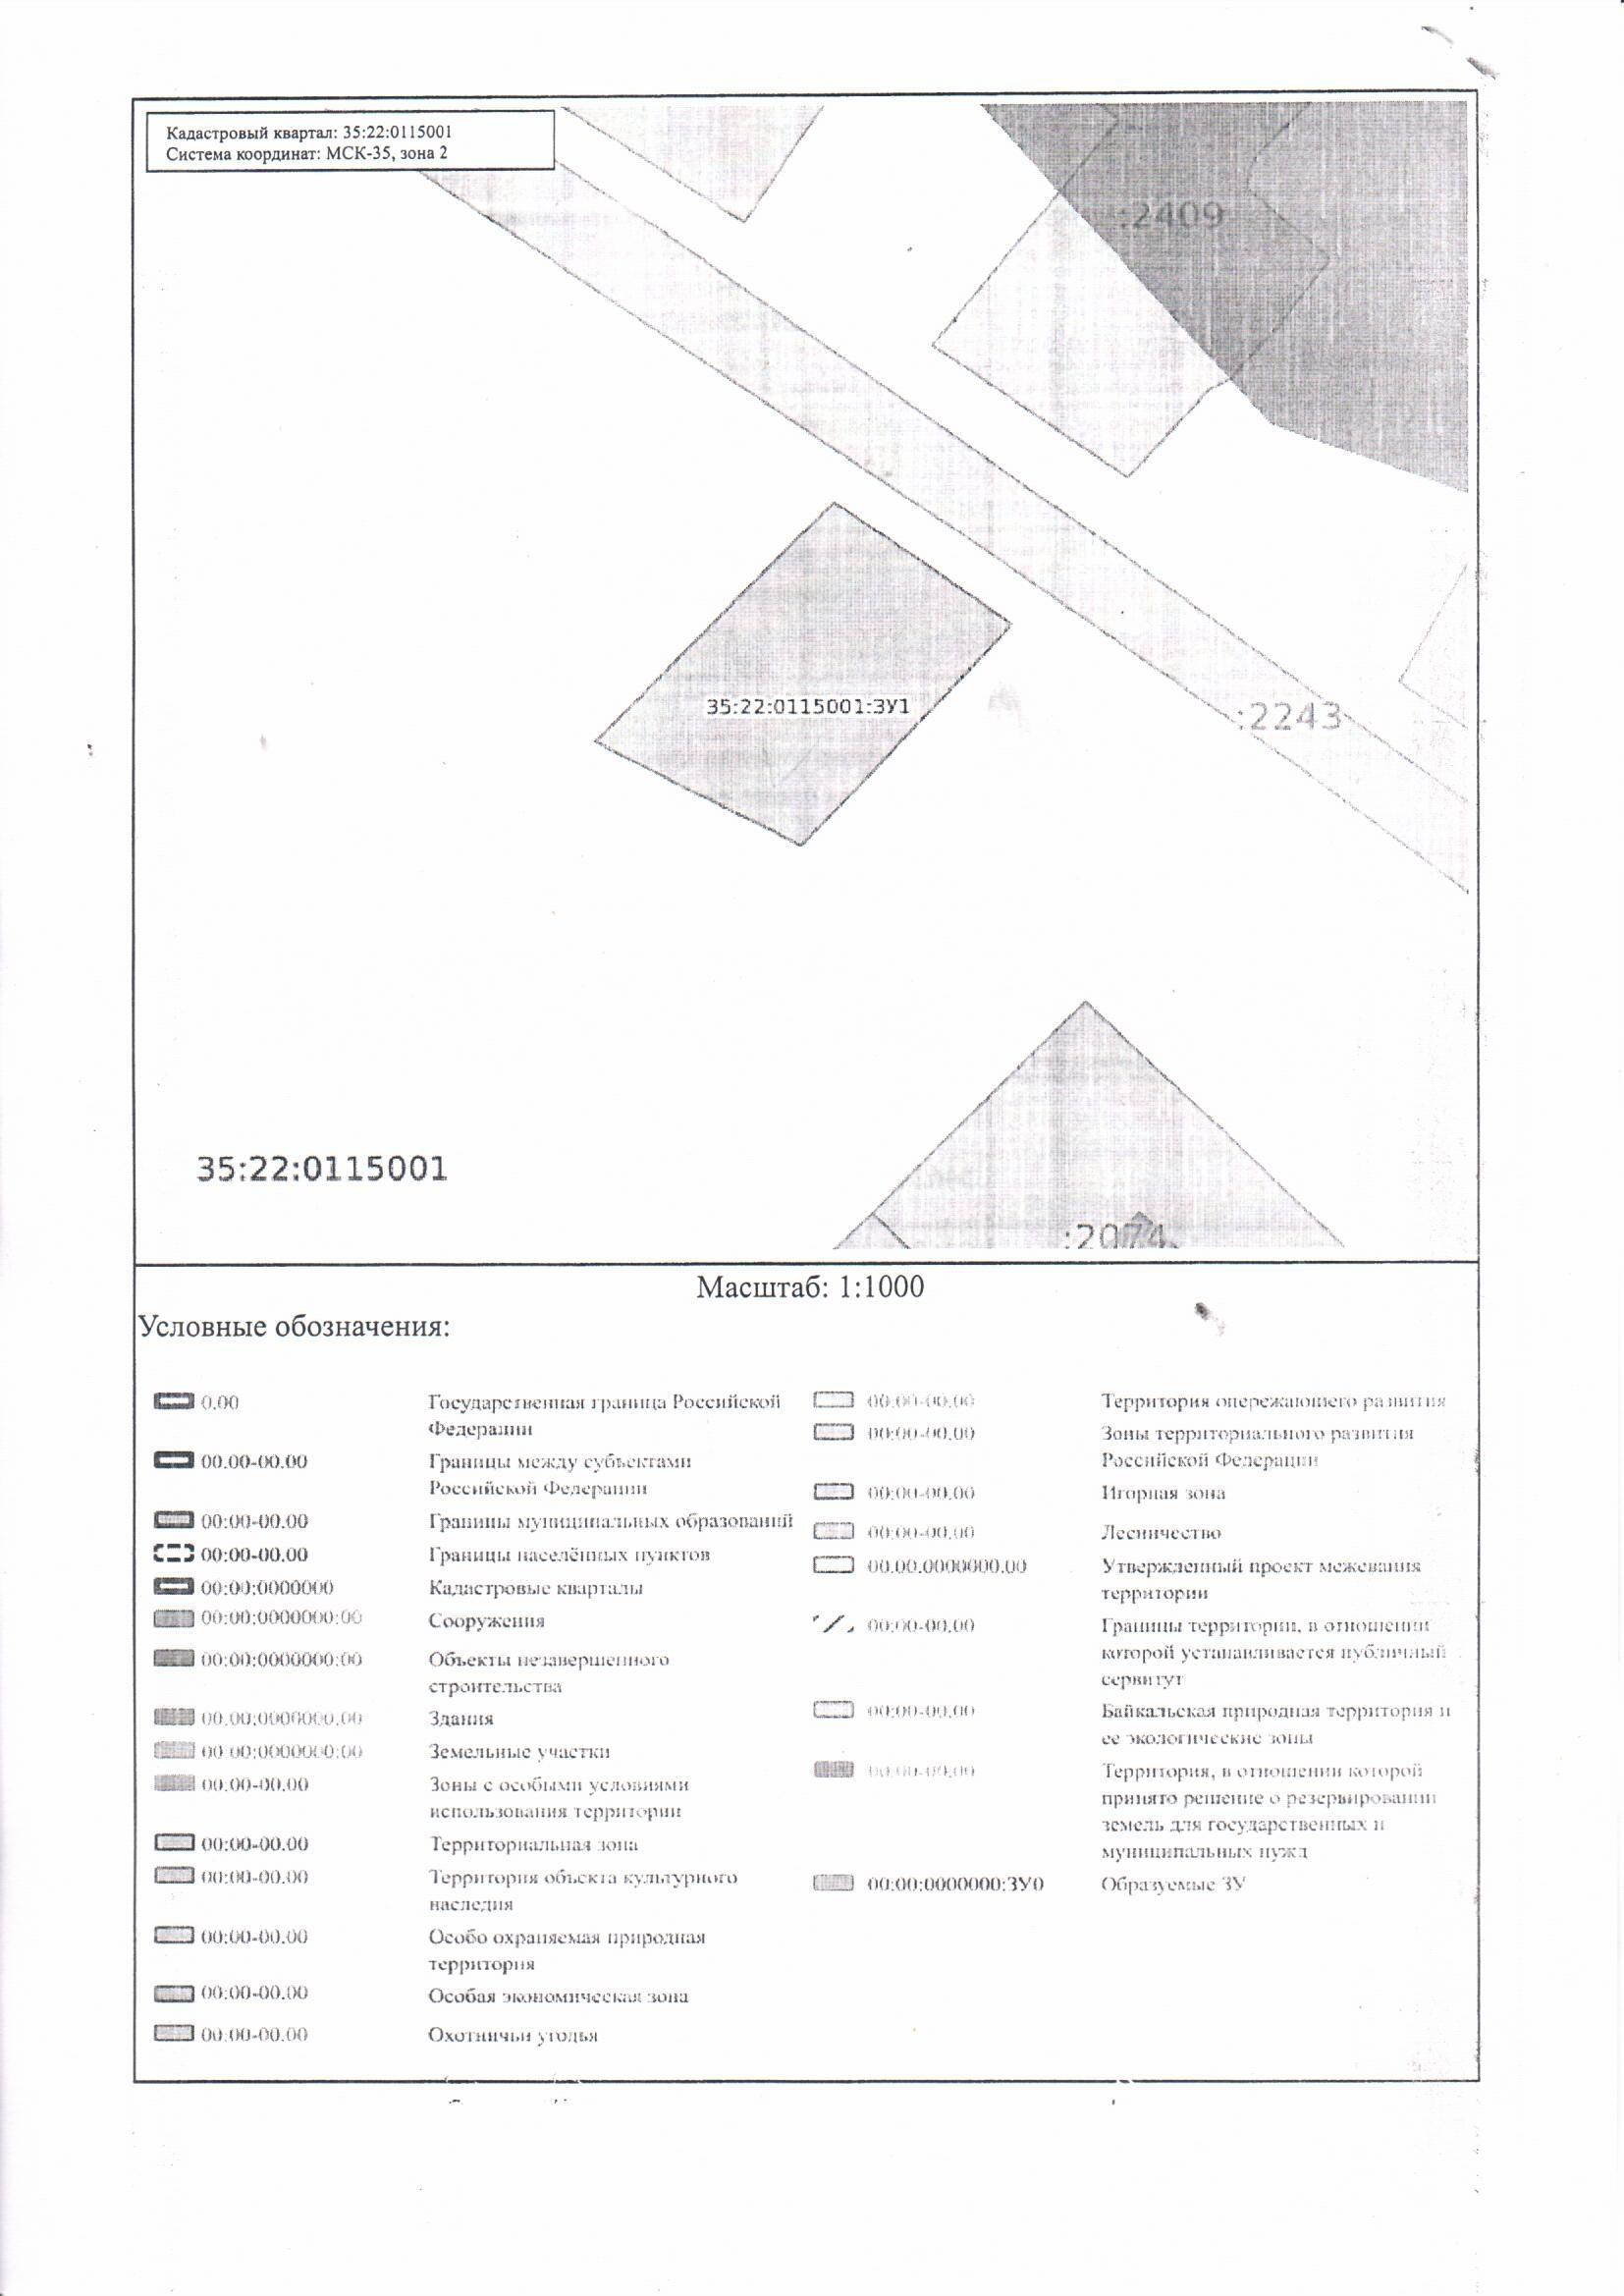 Кадастровый квартал: 35:22:0115001
Система координат: МСК-35, зона 2
:2409
35:22:0115001:ЗУ1
:2243
35:22:0115001
:2074
Масштаб: 1:1000
Условные обозначения:
0.00
Государственная граница Российской
Федерации
00.00-00.00
Границы между субъектами
Российской Федерации
00:00-00.00
Границы муниципальных образований
00:00-00.00
Границы населённых пунктов
00:00:0000000
Кадастровые кварталы
00:00:0000000:00
Сооружения
00:00:0000000:00
Объекты незавершенного
строительства
00.00:0000000.00
Здания
00:00:0000000:00
Земельные участки
00.00-00.00
Зоны с особыми условиями
использования территории
00:00-00.00
Территориальная зона
00:00-00.00
Территория объекта культурного
наследия
00:00-00.00
Особо охраняемая природная
территория
00:00-00.00
Особая экономическая зона
00:00-00.00
Охотничьи угодья
00.00-00.00
Территория опережающего развития
00:00-00.00
Зоны территориального развития
Российской Федерации
00:00-00.00
Игорная зона
00:00-00.00
Лесничество
00.00.0000000.00
Утвержденный проект межевания
территории
00:00-00.00
Границы территории, в отношении
которой устанавливается публичный
сервитут
00:00-00.00
Байкальская природная территория и
ее экологические зоны
00:00-00.00
Территория, в отношении которой
принято решение о резервировании
земель для государственных и
муниципальных нужд
00:00:0000000:ЗУ0
Образуемые ЗУ